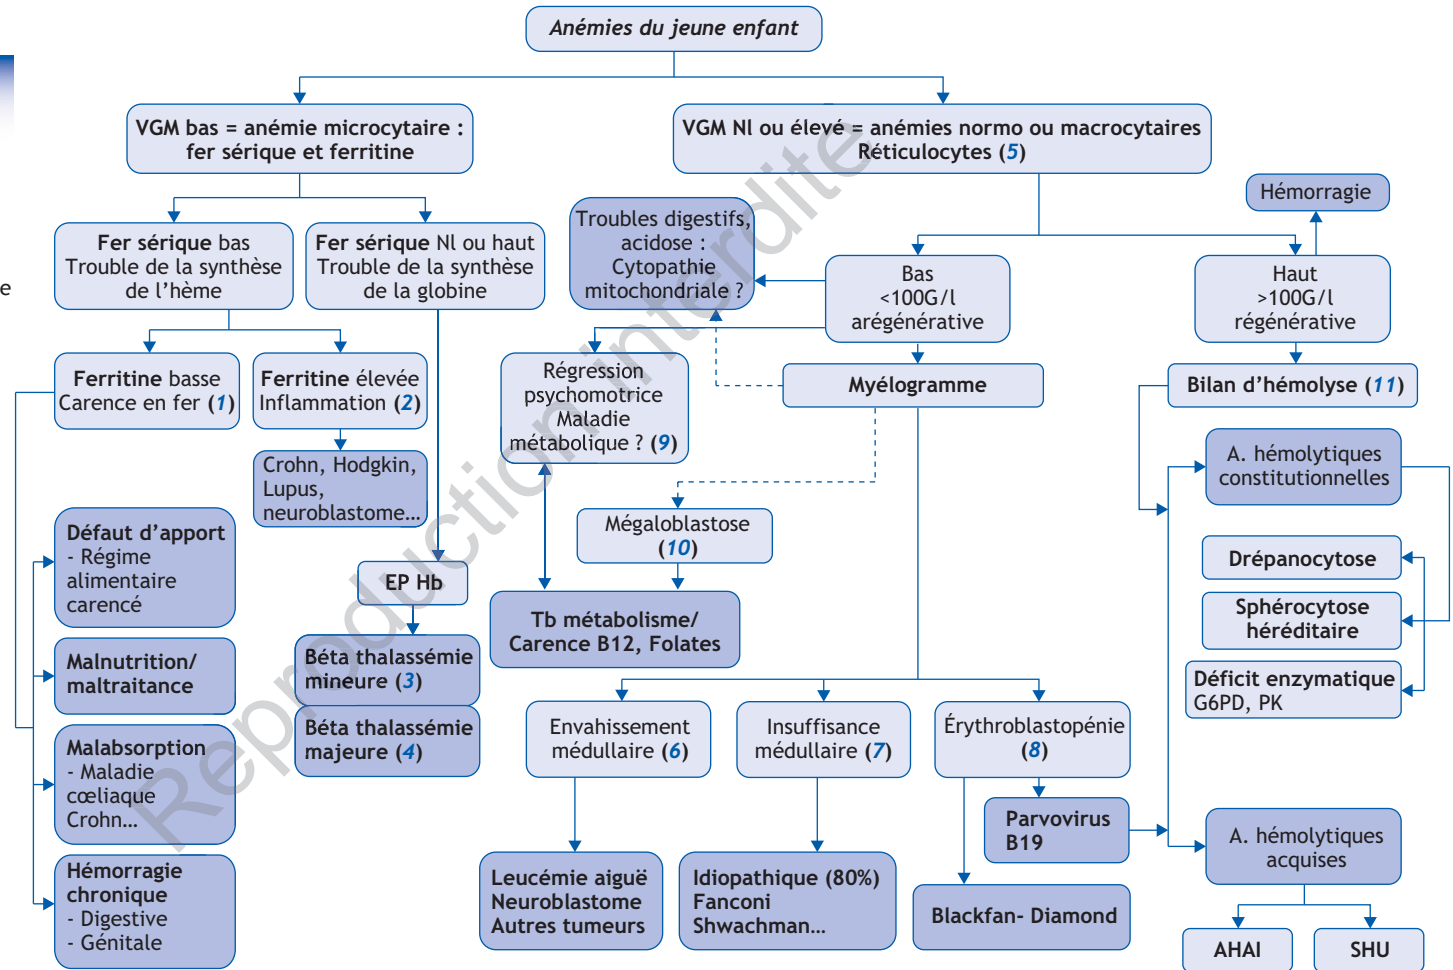 Anémies du jeune enfant
VGM bas = anémie microcytaire :
fer sérique et ferritine
VGM Nl ou élevé = anémies normo ou macrocytaires
Réticulocytes (5)
Hémorragie
Troubles digestifs,
acidose :
Cytopathie
mitochondriale ?
Fer sérique bas
Trouble de la synthèse
de l’hème
Fer sérique Nl ou haut
Trouble de la synthèse
de la globine
Bas
<100G/l
arégénérative
Haut
>100G/l
régénérative
e
Ferritine basse
Carence en fer (1)
Ferritine élevée
Inflammation (2)
Régression
psychomotrice
Maladie
métabolique ? (9)
Myélogramme
Bilan d’hémolyse (11)
Crohn, Hodgkin,
Lupus,
neuroblastome…
A. hémolytiques
constitutionnelles
Défaut d’apport
- Régime
alimentaire
carencé
Mégaloblastose
(10)
Drépanocytose
EP Hb
Sphérocytose
héréditaire
Tb métabolisme/
Carence B12, Folates
Malnutrition/
maltraitance
Béta thalassémie
mineure (3)
Déficit enzymatique
G6PD, PK
Béta thalassémie
majeure (4)
Malabsorption
- Maladie
cœliaque
Crohn…
Envahissement
médullaire (6)
Insuffisance
médullaire (7)
Érythroblastopénie
(8)
Parvovirus
B19
A. hémolytiques
acquises
Hémorragie
chronique
- Digestive
- Génitale
Leucémie aiguë
Neuroblastome
Autres tumeurs
Idiopathique (80%)
Fanconi
Shwachman…
Blackfan- Diamond
AHAI
SHU
Reproduction interdite